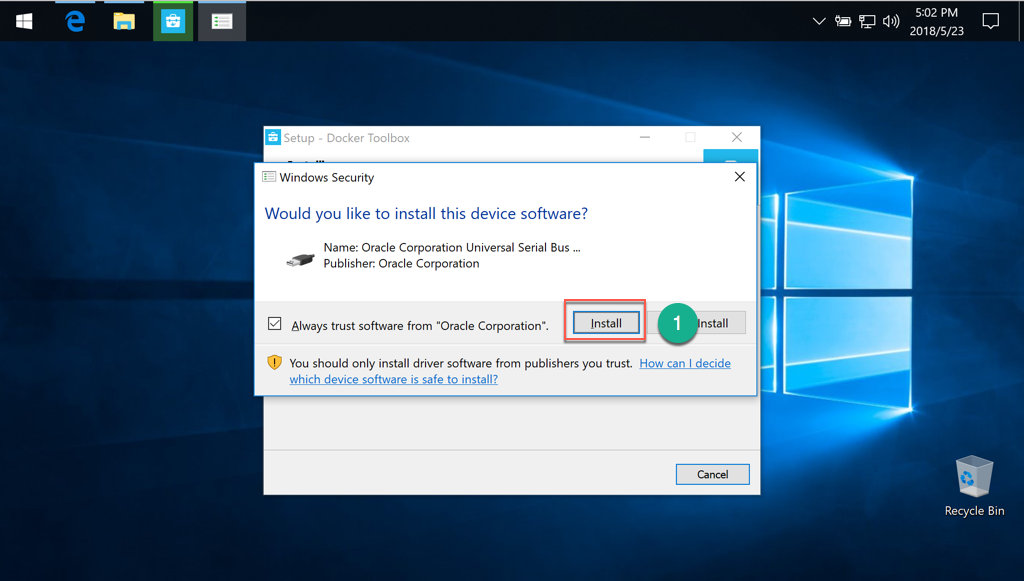 5:02 PM
2018/5/23
Setup - Docker Toolbox
Windows Security
Would you like to install this device software?
Name: Oracle Corporation Universal Serial Bus ...
Publisher: Oracle Corporation
Always trust software from "Oracle Corporation".
Install
1
Install
You should only install driver software from publishers you trust. How can I decide
which device software is safe to install?
Cancel
Recycle Bin